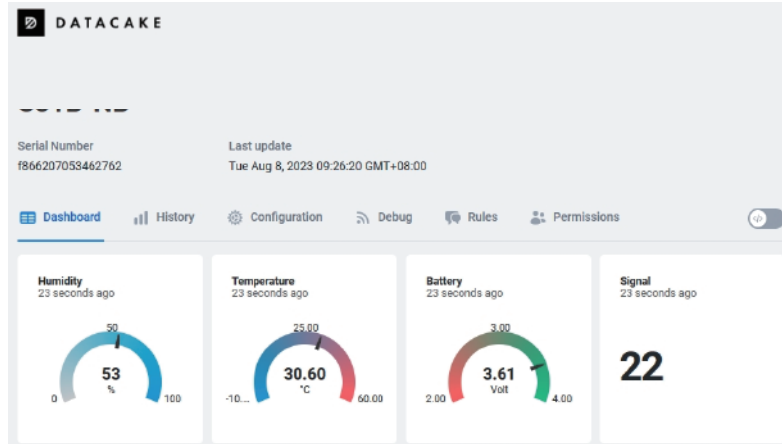 DATACAKE
Serial Number
f866207053462762
Last update
Tue Aug 8, 2023 09:26:20 GMT+08:00
Dashboard
History
Configuration
Debug
Rules
Permissions
Humidity
23 seconds ago
50
53
%
0
100
Temperature
23 seconds ago
25.00
30.60
°C
-10...
60.00
Battery
23 seconds ago
3.00
3.61
Volt
2.00
4.00
Signal
23 seconds ago
22